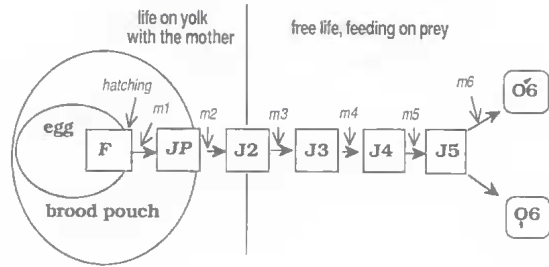 life on yolk
with the mother
free life, feeding on prey
hatching
m1
m2
m3
m4
m5
m6
egg
F
JP
J2
J3
J4
J5
♂6
♀6
brood pouch